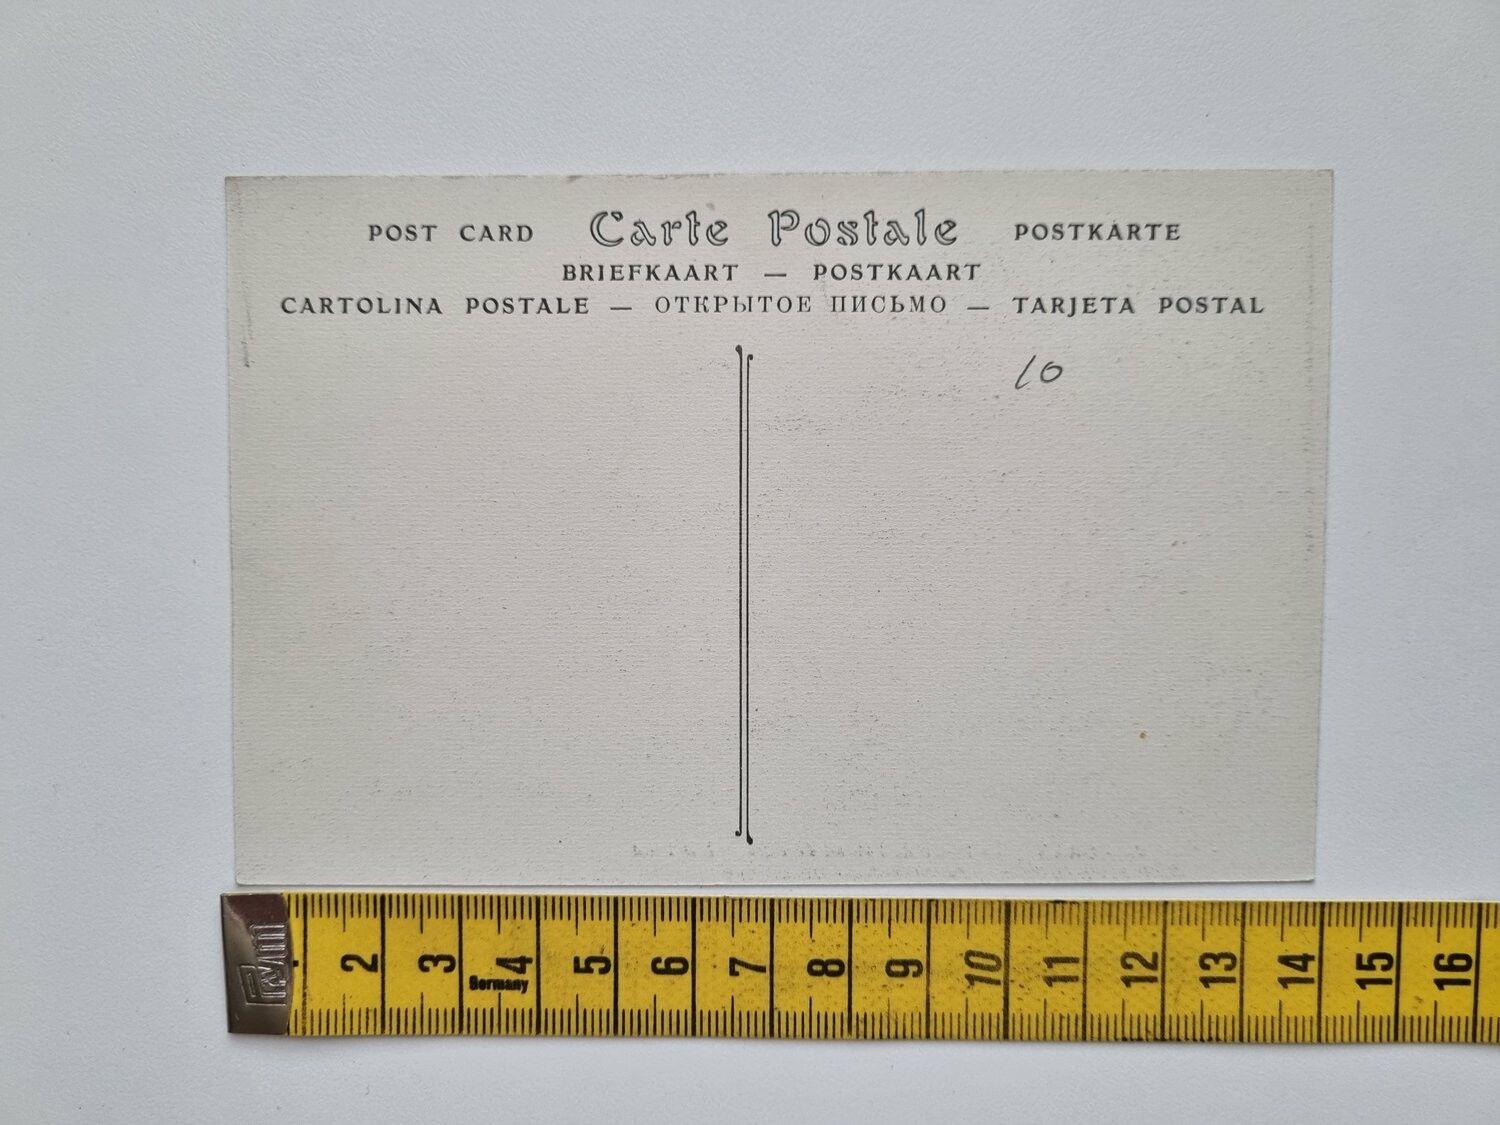 POST CARD Carte Postale POSTKARTE
BRIEFKAART — POSTKAART
CARTOLINA POSTALE — ОТКРЫТОЕ ПИСЬМО — TARJETA POSTAL
10
2 3 4 5 6 7 8 9 10 11 12 13 14 15 16
Germany